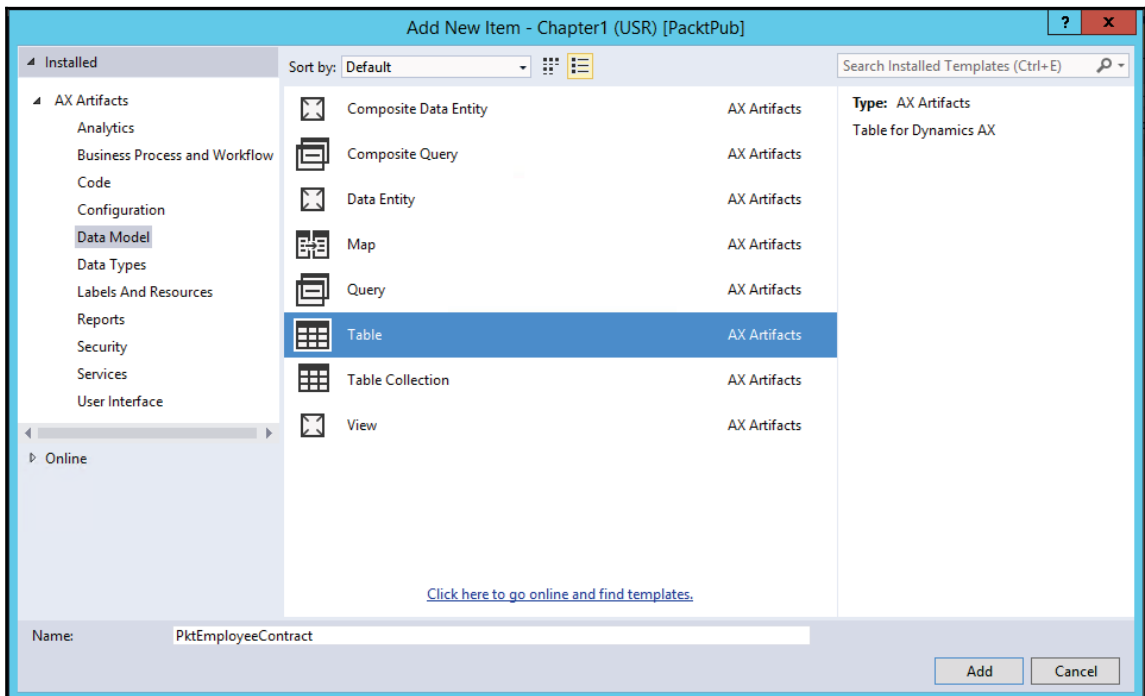 Add New Item - Chapter1 (USR) [PacktPub]
? x
Installed
Sort by: Default
Search Installed Templates (Ctrl+E)
AX Artifacts
Analytics
Business Process and Workflow
Code
Configuration
Data Model
Data Types
Labels And Resources
Reports
Security
Services
User Interface
Online
Composite Data Entity AX Artifacts
Composite Query AX Artifacts
Data Entity AX Artifacts
Map AX Artifacts
Query AX Artifacts
Table AX Artifacts
Table Collection AX Artifacts
View AX Artifacts
Click here to go online and find templates.
Type: AX Artifacts
Table for Dynamics AX
Name: PktEmployeeContract
Add Cancel